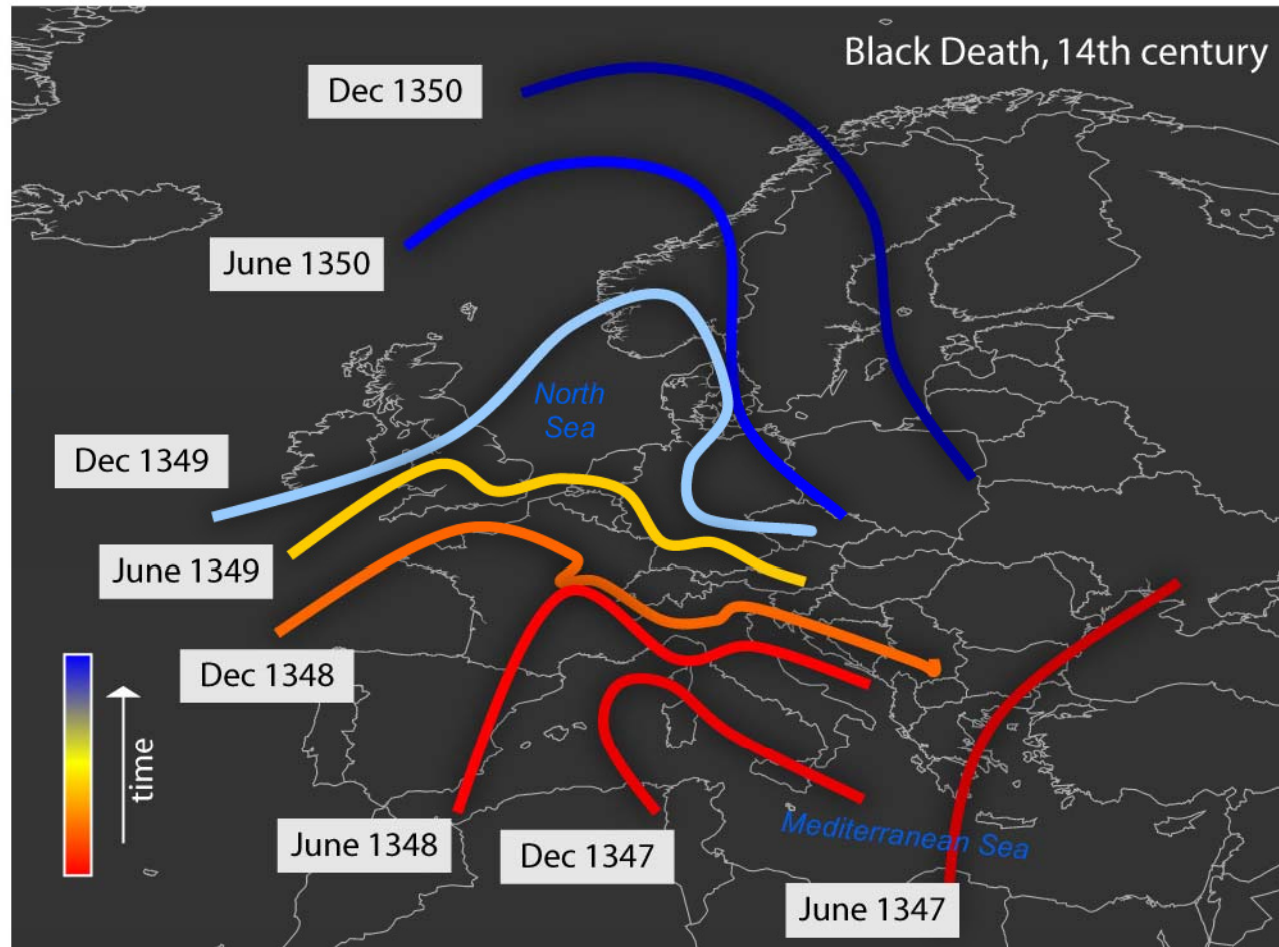 Black Death, 14th century
Dec 1350
June 1350
North
Sea
Dec 1349
June 1349
Dec 1348
time
June 1348
Dec 1347
Mediterranean Sea
June 1347